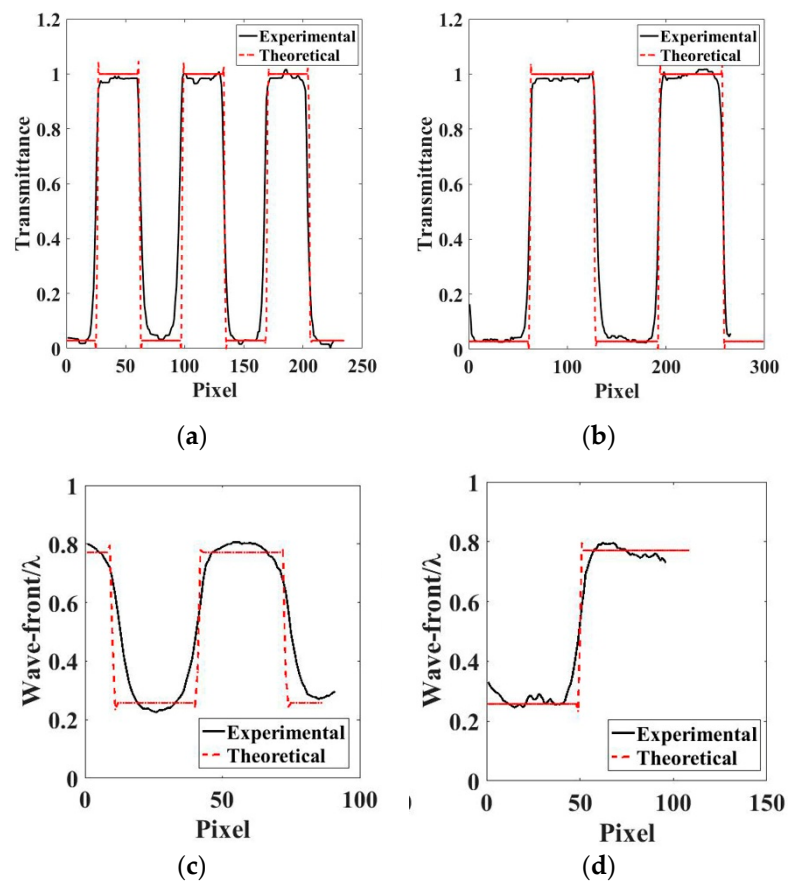 1.2
1
0.8
0.6
0.4
0.2
0
Transmittance
Experimental
Theoretical
0 50 100 150 200 250
Pixel
(a)
1.2
1
0.8
0.6
0.4
0.2
0
Transmittance
Experimental
Theoretical
0 100 200 300
Pixel
(b)
1
0.8
0.6
0.4
0.2
0
Wave-front/λ
Experimental
Theoretical
0 50 100
Pixel
(c)
1
0.8
0.6
0.4
0.2
0
Wave-front/λ
Experimental
Theoretical
0 50 100 150
Pixel
(d)